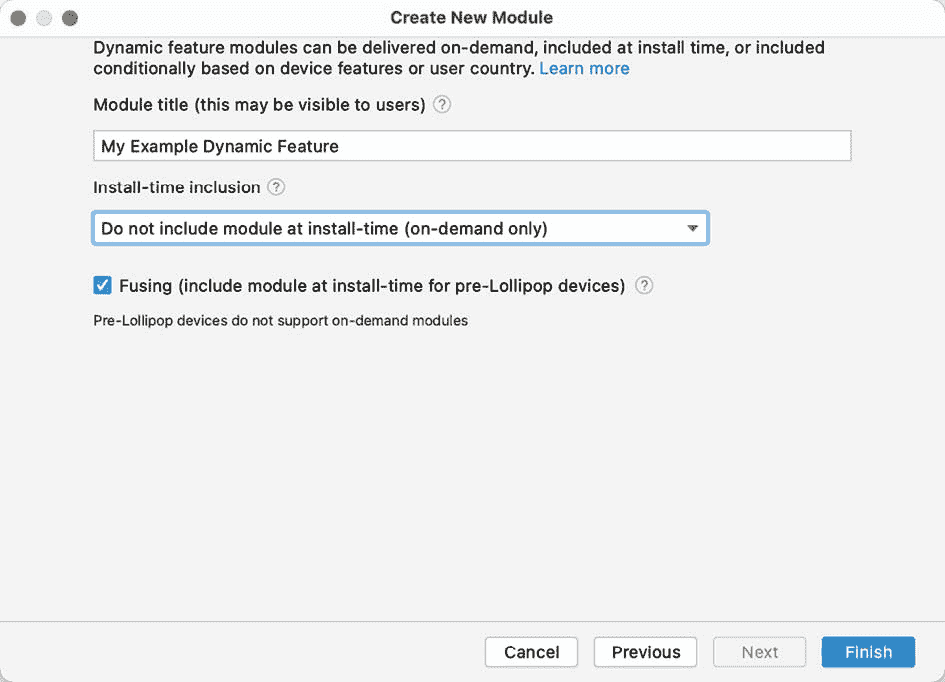 Create New Module
Dynamic feature modules can be delivered on-demand, included at install time, or included
conditionally based on device features or user country. Learn more
Module title (this may be visible to users) ?
My Example Dynamic Feature
Install-time inclusion ?
Do not include module at install-time (on-demand only)
Fusing (include module at install-time for pre-Lollipop devices) ?
Pre-Lollipop devices do not support on-demand modules
Cancel Previous Next Finish